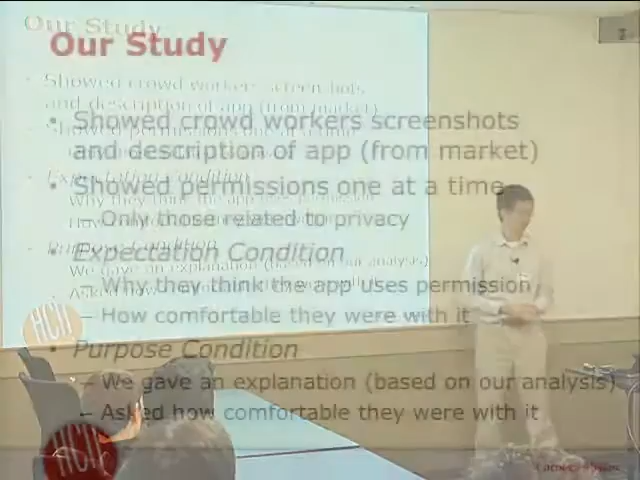 Our Study
• Showed crowd workers screenshots
and description of app (from market)
• Showed permissions one at a time
– Only those related to privacy
• Expectation Condition
– Why they think the app uses permission
– How comfortable they were with it
• Purpose Condition
– We gave an explanation (based on our analysis)
– Asked how comfortable they were with it
HCII